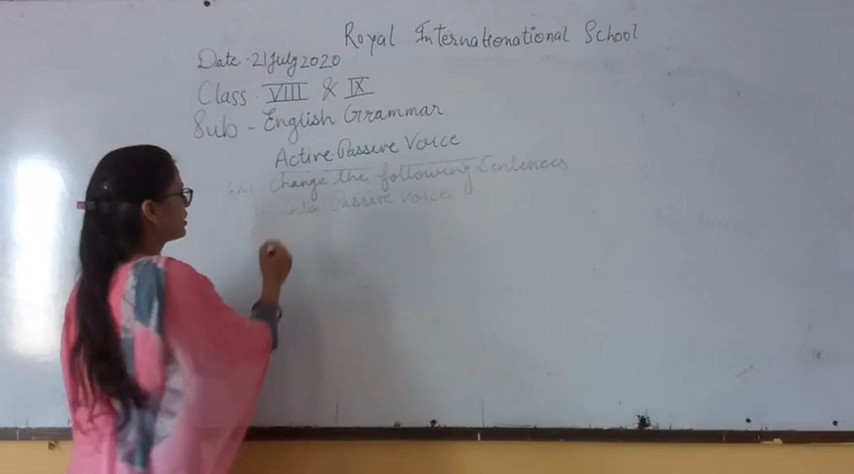 Royal Internationational School
Date - 21 July 2020
Class - VIII & IX
Sub - English Grammar
Active-Passive Voice
Change the following Sentences
into Passive voice